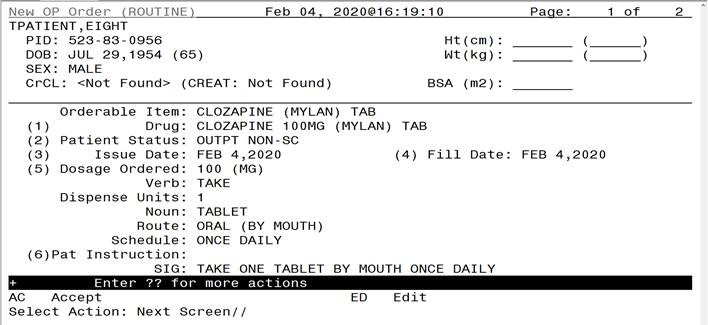 New OP Order (ROUTINE)         Feb 04, 2020@16:19:10          Page:    1 of    2
TPATIENT,EIGHT
  PID: 523-83-0956                                 Ht(cm): _______ (______)
  DOB: JUL 29,1954 (65)                            Wt(kg): _______ (______)
  SEX: MALE
  CrCL: <Not Found> (CREAT: Not Found)           BSA (m2): _______
      Orderable Item: CLOZAPINE (MYLAN) TAB
  (1)           Drug: CLOZAPINE 100MG (MYLAN) TAB
  (2) Patient Status: OUTPT NON-SC
  (3)     Issue Date: FEB 4,2020             (4) Fill Date: FEB 4,2020
  (5) Dosage Ordered: 100 (MG)
                Verb: TAKE
      Dispense Units: 1
                Noun: TABLET
               Route: ORAL (BY MOUTH)
            Schedule: ONCE DAILY
  (6)Pat Instruction:
                 SIG: TAKE ONE TABLET BY MOUTH ONCE DAILY
+         Enter ?? for more actions
AC   Accept                             ED   Edit
Select Action: Next Screen//